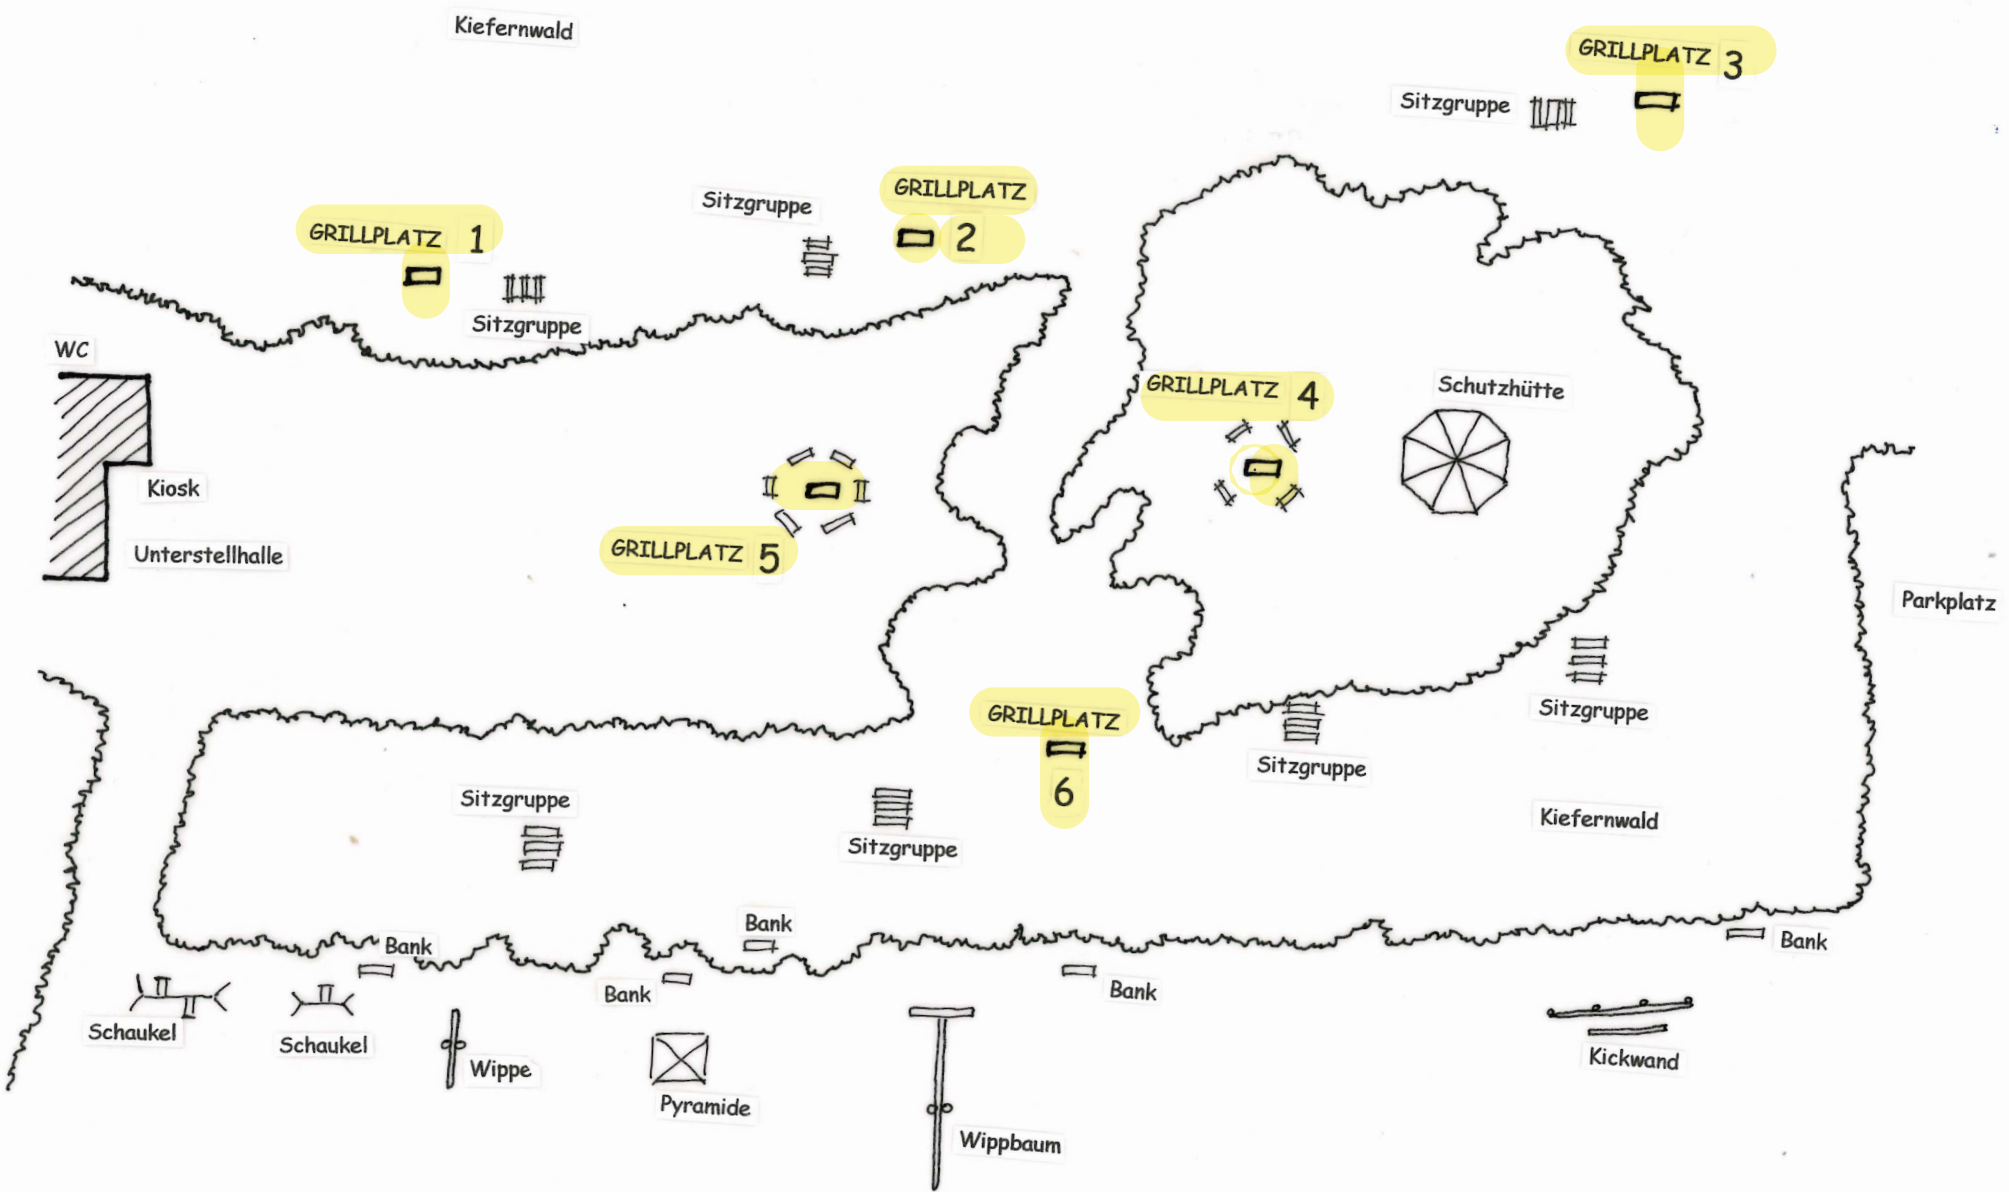 Kiefernwald
GRILLPLATZ 3
Sitzgruppe
GRILLPLATZ
2
Sitzgruppe
GRILLPLATZ 1
Sitzgruppe
WC
GRILLPLATZ 4
Schutzhütte
Kiosk
GRILLPLATZ 5
Unterstellhalle
Parkplatz
Sitzgruppe
GRILLPLATZ
6
Sitzgruppe
Sitzgruppe
Sitzgruppe
Kiefernwald
Bank
Bank
Bank
Bank
Bank
Schaukel
Schaukel
Wippe
Kickwand
Pyramide
Wippbaum